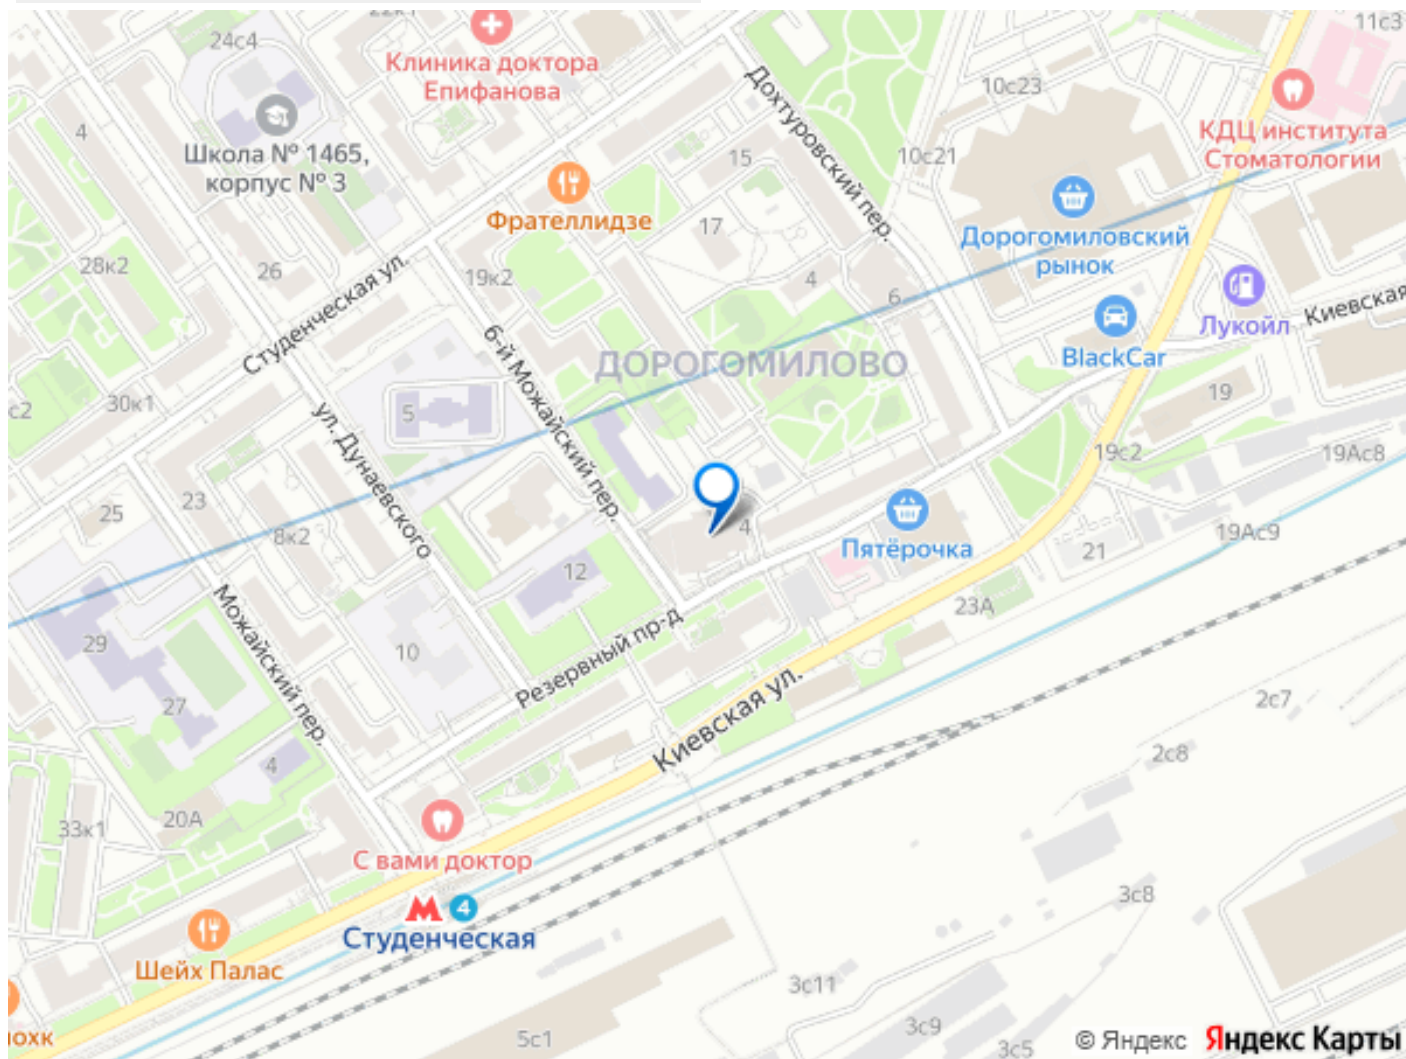 22к1
11с3
24с4
Клиника доктора
Епифанова
10с23
4
КДЦ института
Стоматологии
Школа № 1465,
корпус № 3
Дохтуровский пер.
15
10с21
Фрателлидзе
17
Дорогомиловский
рынок
28к2
26
19к2
4
6
Студенческая ул.
Лукойл
Киевская
6-й Можайский пер.
BlackCar
ДОРОГОМИЛОВО
с2
30к1
5
19
ул. Дунаевского
19с2
19Ас8
23
25
8к2
4
Пятёрочка
19Ас9
21
12
Можайский пер.
23А
29
10
Резервный пр-д
27
Киевская ул.
2с7
4
2с8
20А
33к1
С вами доктор
3с8
4
Студенческая
Шейх Палас
3с11
охк
5с1
3с9
3с5
© Яндекс Яндекс Карты